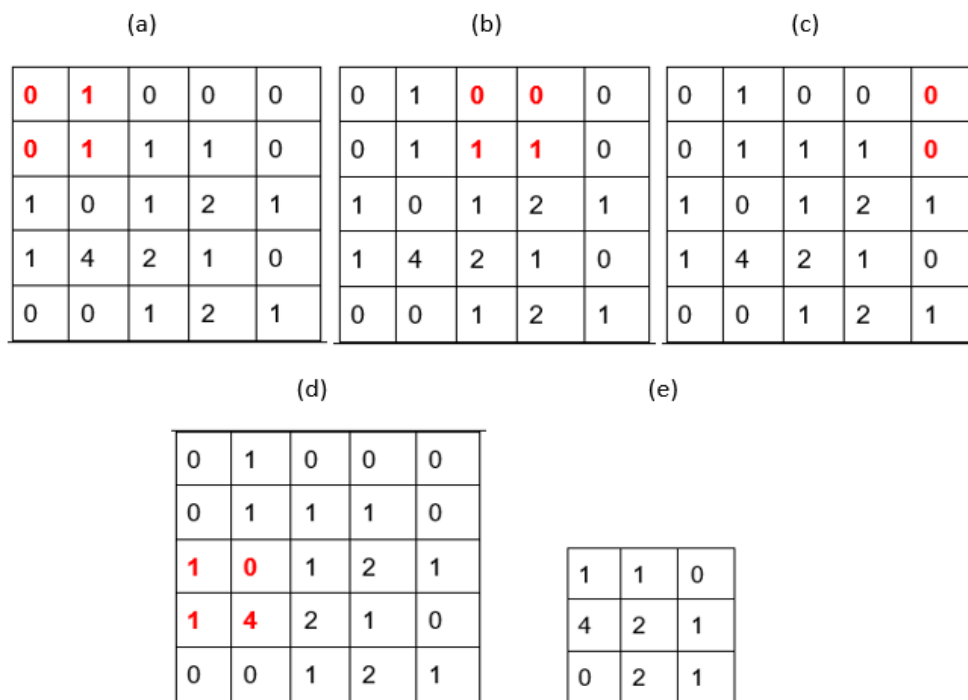 (a) (b) (c)
0 1 0 0 0 0 1 0 0 0 0 1 0 0 0
0 1 1 1 0 0 1 1 1 0 0 1 1 1 0
1 0 1 2 1 1 0 1 2 1 1 0 1 2 1
1 4 2 1 0 1 4 2 1 0 1 4 2 1 0
0 0 1 2 1 0 0 1 2 1 0 0 1 2 1
(d) (e)
0 1 0 0 0
0 1 1 1 0
1 0 1 2 1 1 1 0
1 4 2 1 0 4 2 1
0 0 1 2 1 0 2 1